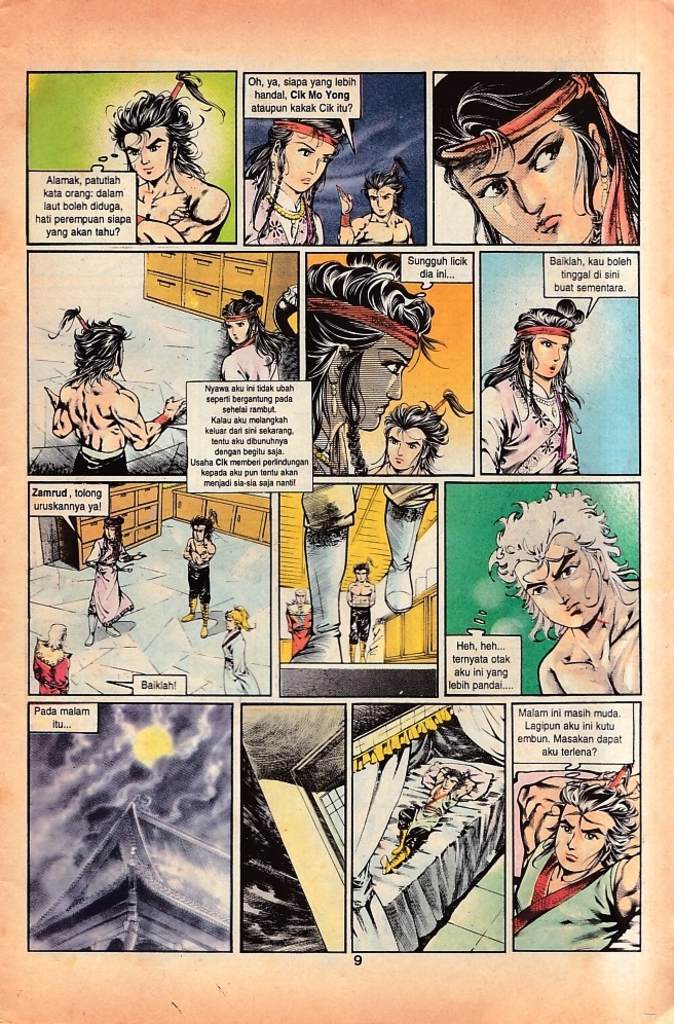 Alamak, patutlah
kata orang: dalam
laut boleh diduga,
hati perempuan siapa
yang akan tahu?
Oh, ya, siapa yang lebih
handal, Cik Mo Yong
ataupun kakak Cik itu?
Nyawa aku ini tidak ubah
seperti bergantung pada
sehelai rambut.
Kalau aku melangkah
keluar dari sini sekarang,
tentu aku dibunuhnya
dengan begitu saja.
Usaha Cik memberi perlindungan
kepada aku pun tentu akan
menjadi sia-sia saja nanti!
Sungguh licik
dia ini...
Baiklah, kau boleh
tinggal di sini
buat sementara.
Zamrud, tolong
uruskannya ya!
Baiklah!
Heh, heh...
ternyata otak
aku ini yang
lebih pandai....
Pada malam
itu...
Malam ini masih muda.
Lagipun aku ini kutu
embun. Masakan dapat
aku terlena?
9